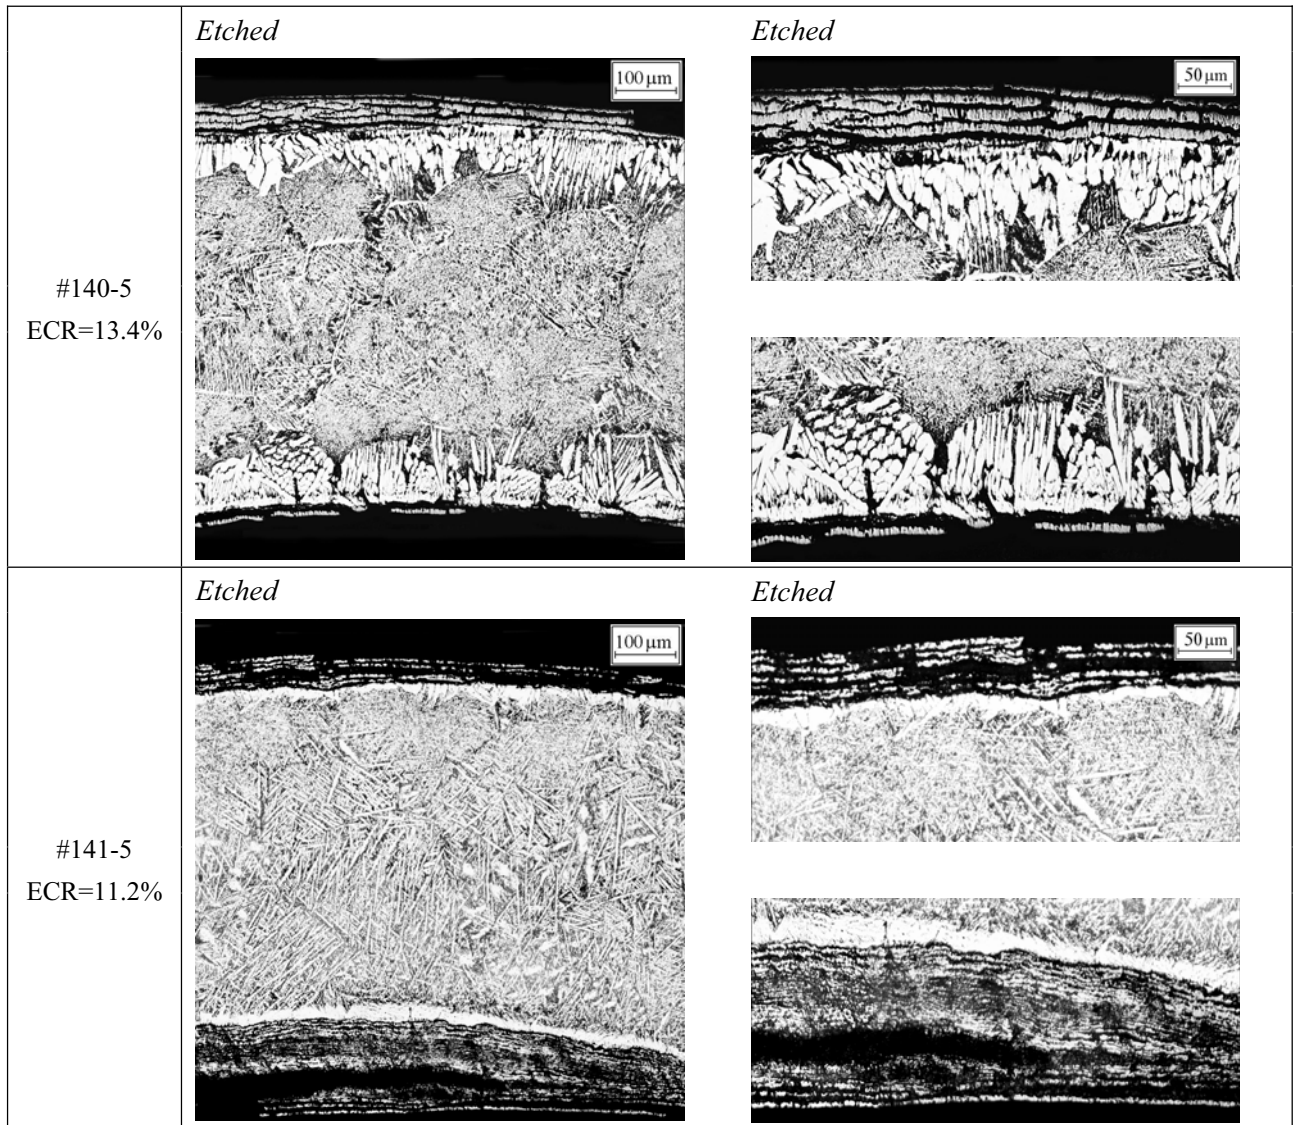 Etched
Etched
100 μm
50 μm
#140-5
ECR=13.4%
Etched
Etched
100 μm
50 μm
#141-5
ECR=11.2%